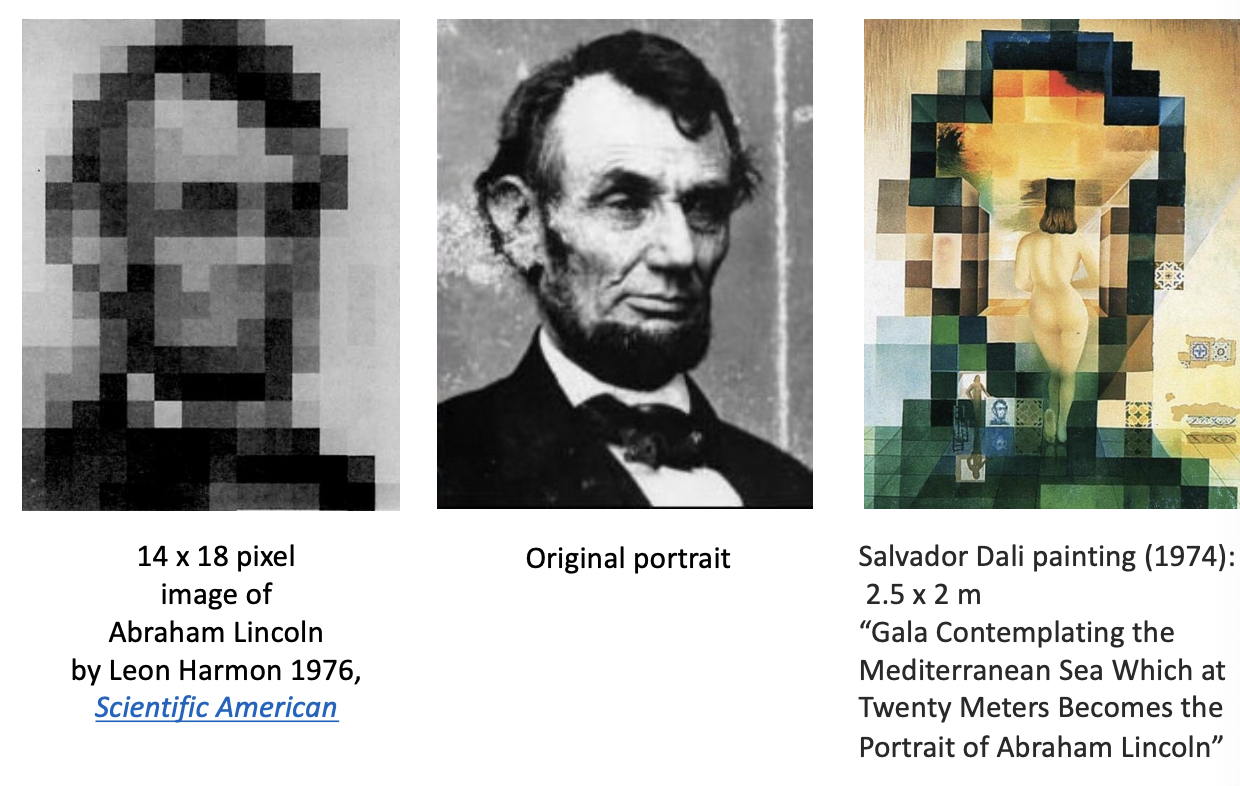 14 x 18 pixel
image of
Abraham Lincoln
by Leon Harmon 1976,
Scientific American
Original portrait
Salvador Dali painting (1974):
2.5 x 2 m
“Gala Contemplating the
Mediterranean Sea Which at
Twenty Meters Becomes the
Portrait of Abraham Lincoln”